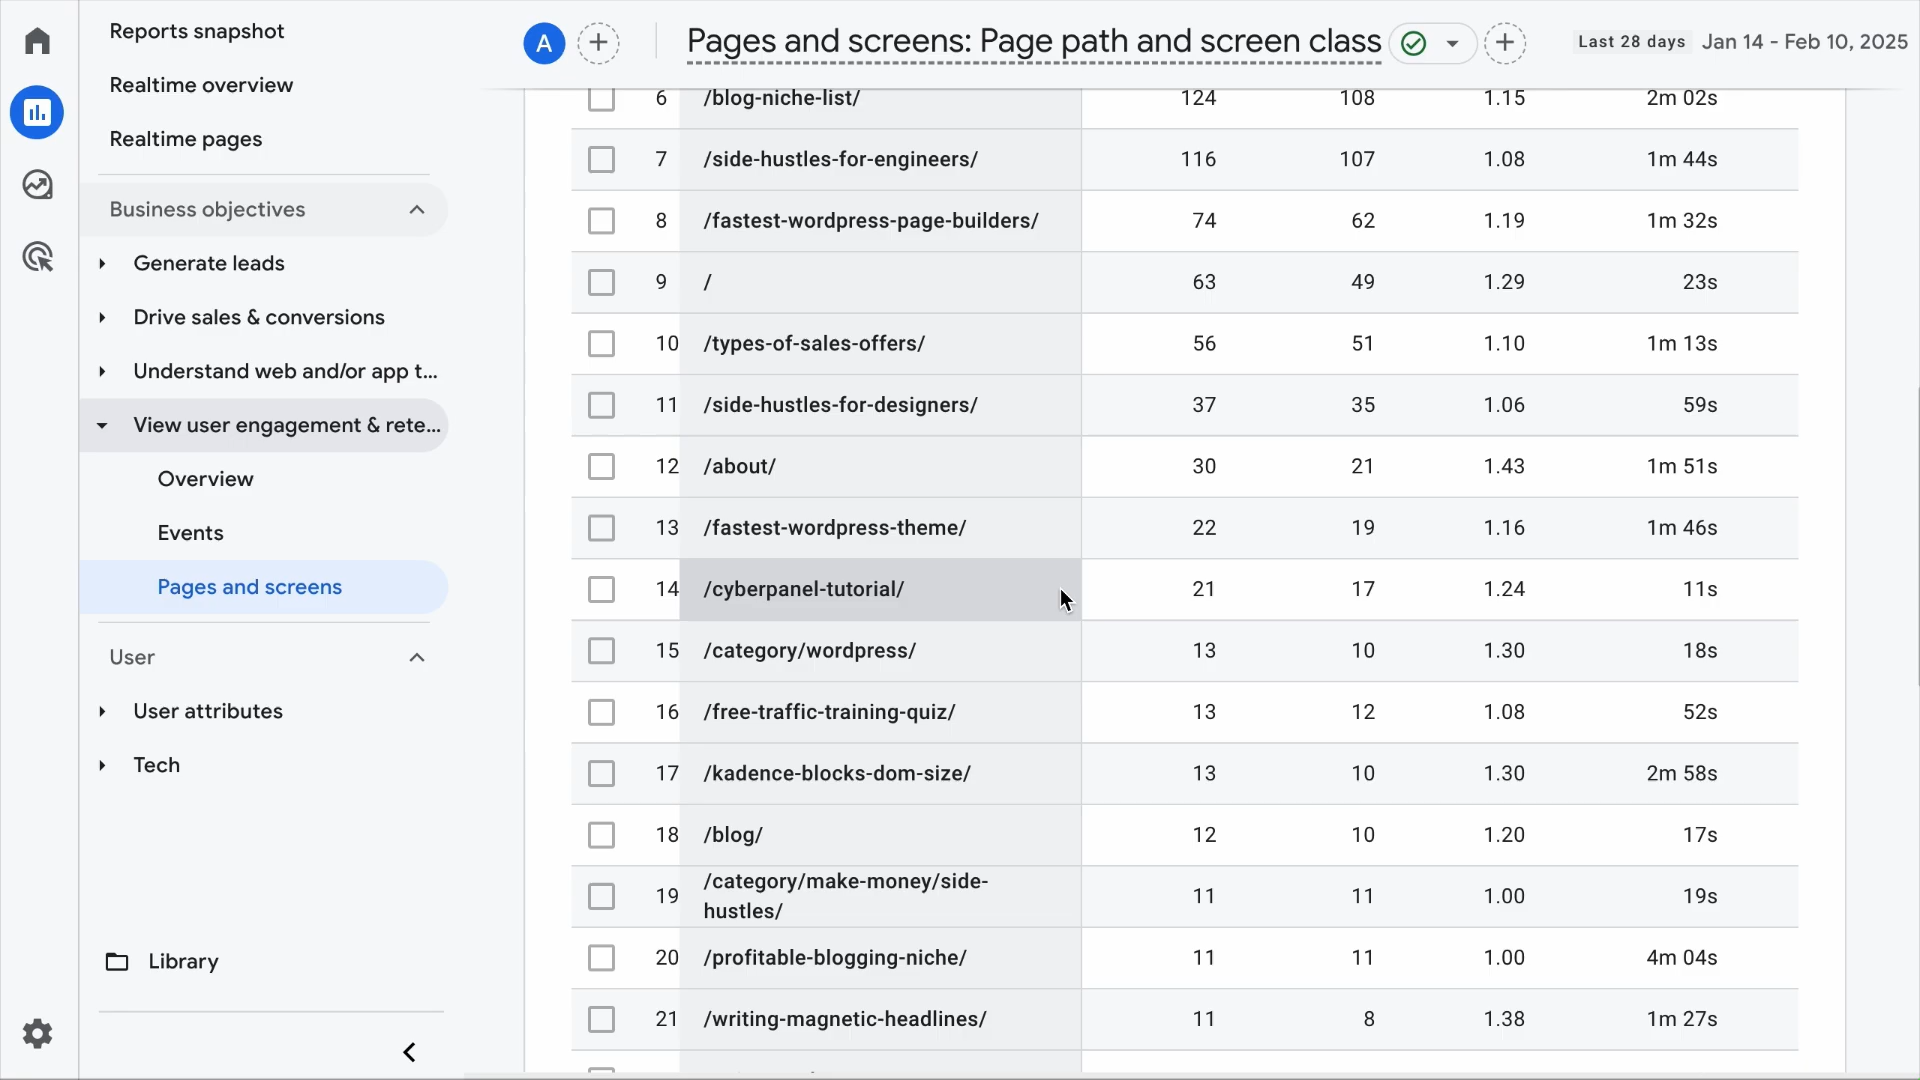 Reports snapshot
Realtime overview
Realtime pages
Business objectives
Generate leads
Drive sales & conversions
Understand web and/or app t...
View user engagement & rete...
Overview
Events
Pages and screens
User
User attributes
Tech
Library
A
Pages and screens: Page path and screen class
Last 28 days Jan 14 - Feb 10, 2025
6 /blog-niche-list/ 124 108 1.15 2m 02s
7 /side-hustles-for-engineers/ 116 107 1.08 1m 44s
8 /fastest-wordpress-page-builders/ 74 62 1.19 1m 32s
9 / 63 49 1.29 23s
10 /types-of-sales-offers/ 56 51 1.10 1m 13s
11 /side-hustles-for-designers/ 37 35 1.06 59s
12 /about/ 30 21 1.43 1m 51s
13 /fastest-wordpress-theme/ 22 19 1.16 1m 46s
14 /cyberpanel-tutorial/ 21 17 1.24 11s
15 /category/wordpress/ 13 10 1.30 18s
16 /free-traffic-training-quiz/ 13 12 1.08 52s
17 /kadence-blocks-dom-size/ 13 10 1.30 2m 58s
18 /blog/ 12 10 1.20 17s
19 /category/make-money/side-
hustles/ 11 11 1.00 19s
20 /profitable-blogging-niche/ 11 11 1.00 4m 04s
21 /writing-magnetic-headlines/ 11 8 1.38 1m 27s